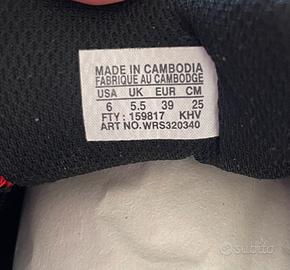 MADE IN CAMBODIA
FABRIQUE AU CAMBODGE
USA UK EUR CM
6 5.5 39 25
FTY : 159817 KHV
ART NO. WRS320340
subito